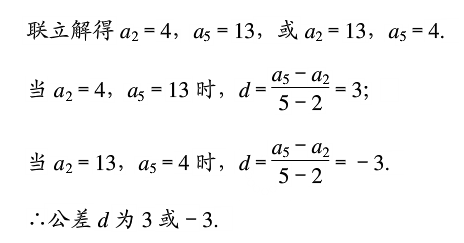 联立解得 a₂ = 4，a₅ = 13，或 a₂ = 13，a₅ = 4.
当 a₂ = 4，a₅ = 13 时，d = (a₅ − a₂)/(5 − 2) = 3;
当 a₂ = 13，a₅ = 4 时，d = (a₅ − a₂)/(5 − 2) = − 3.
∴公差 d 为 3 或 − 3.